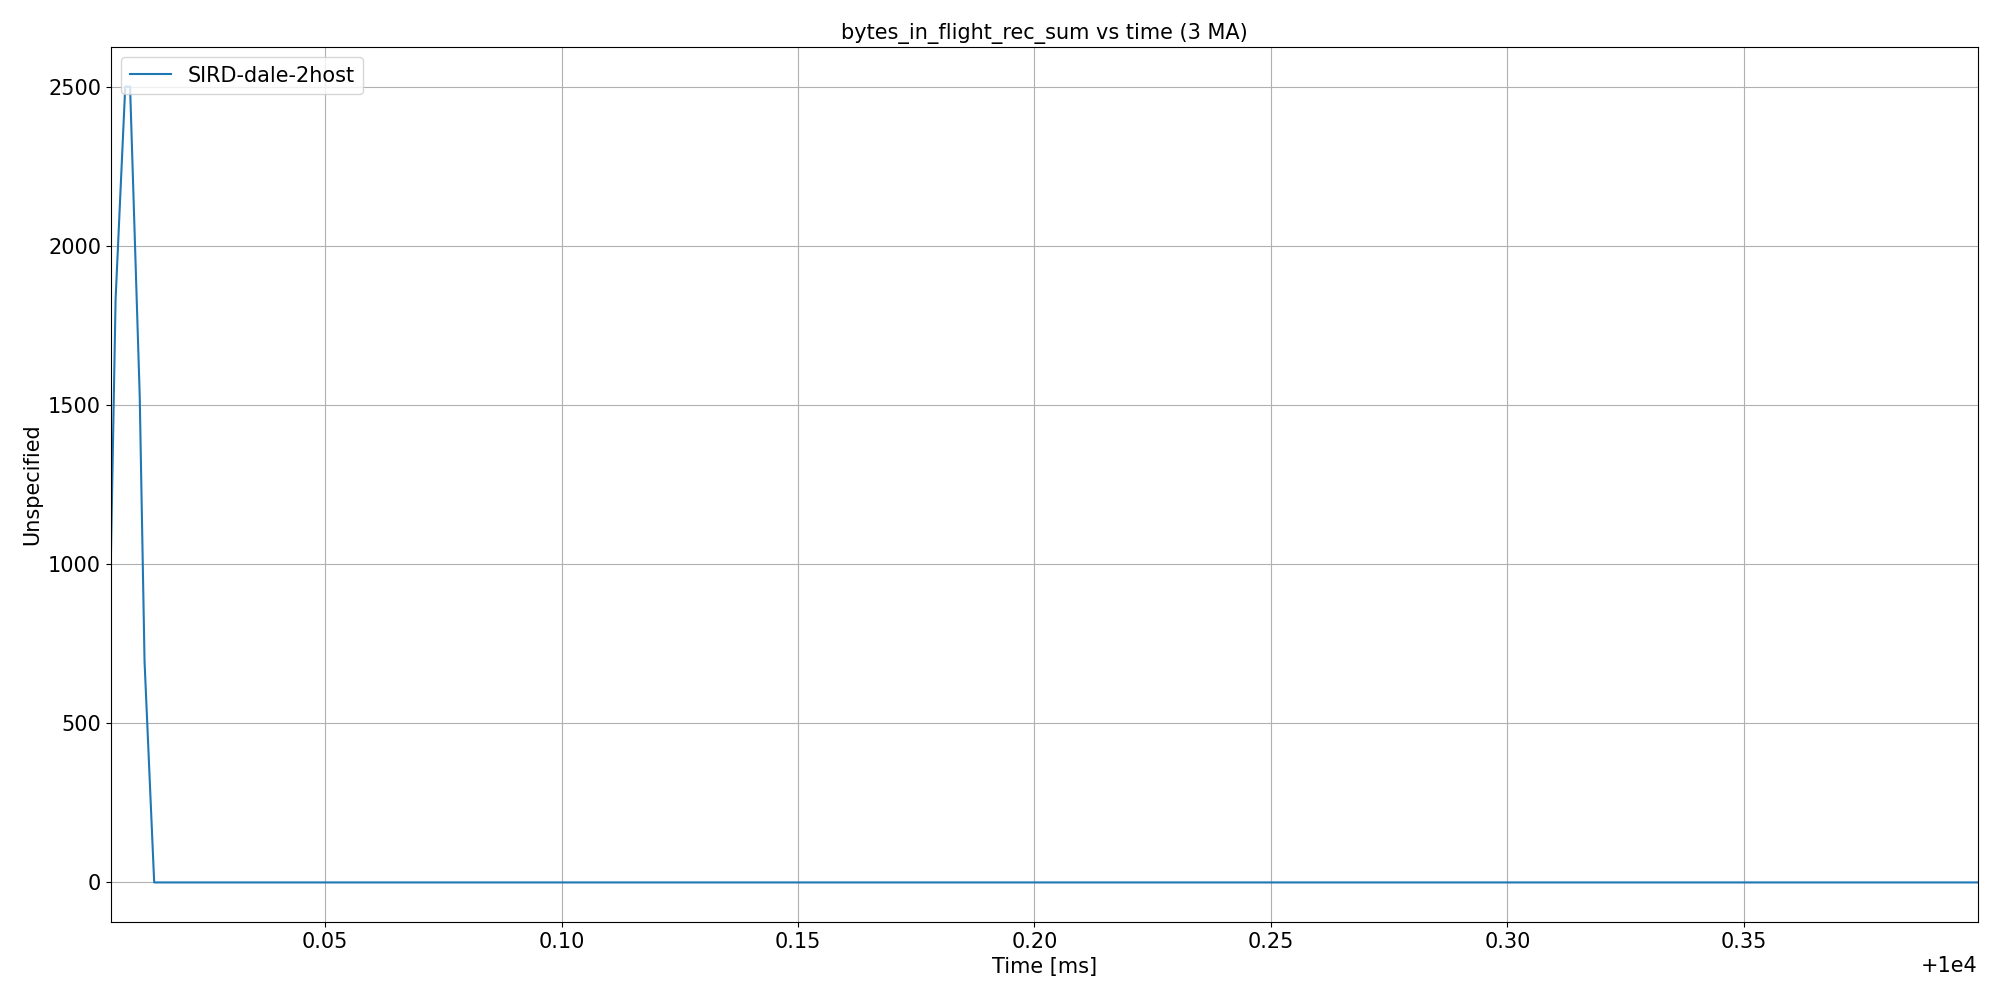 bytes_in_flight_rec_sum vs time (3 MA)
SIRD-dale-2host
2500
2000
1500
1000
500
0
Unspecified
0.05 0.10 0.15 0.20 0.25 0.30 0.35
Time [ms]
+1e4